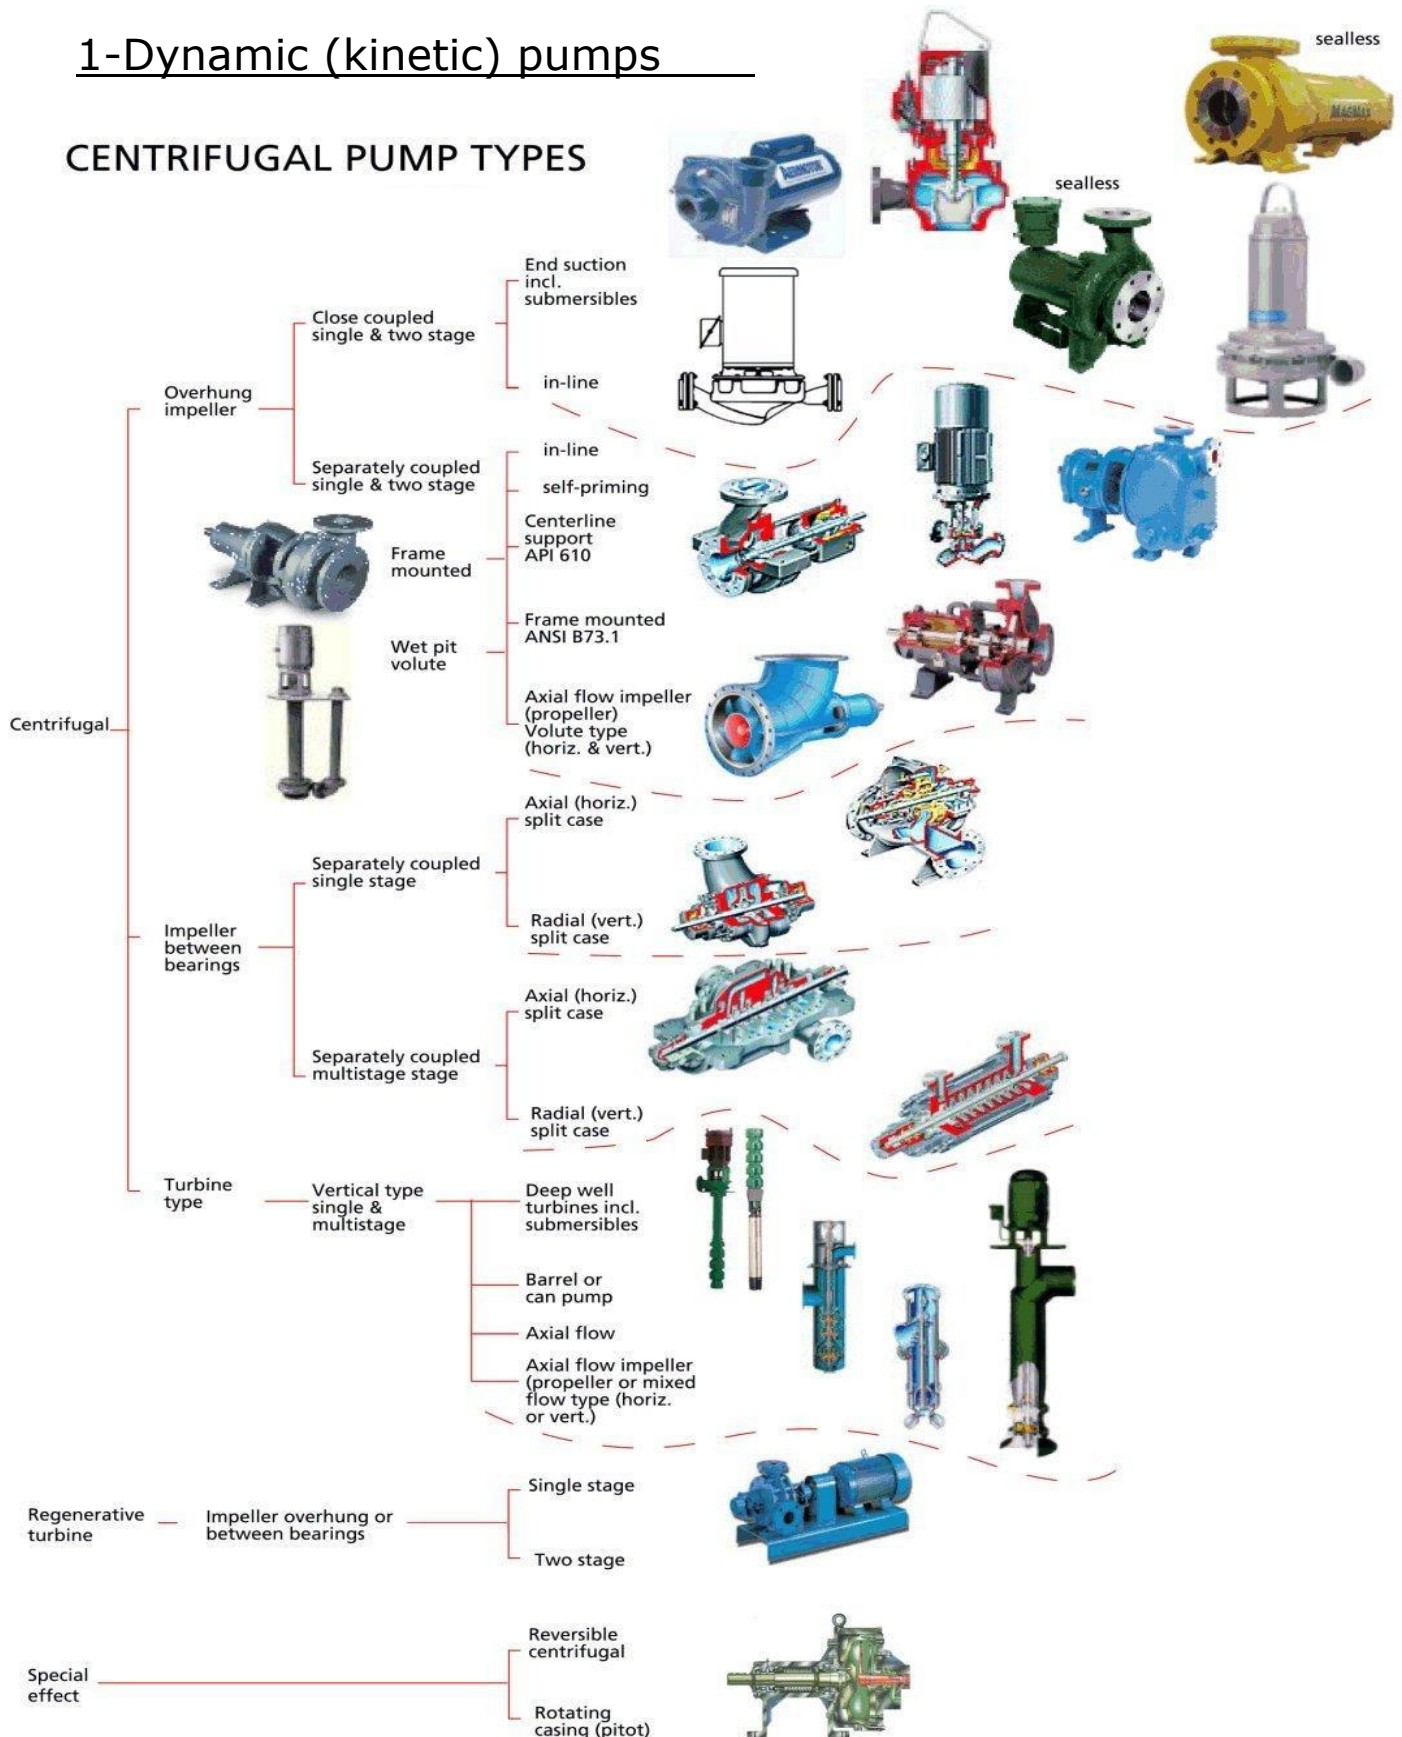 1-Dynamic (kinetic) pumps
CENTRIFUGAL PUMP TYPES
sealless
MAGMAX
AERMOTOR
sealless
End suction
incl.
submersibles
Close coupled
single & two stage
in-line
Overhung
impeller
in-line
Separately coupled
single & two stage
self-priming
Centerline
support
API 610
Frame
mounted
Frame mounted
ANSI B73.1
Wet pit
volute
Axial flow impeller
(propeller)
Volute type
(horiz. & vert.)
Centrifugal
Axial (horiz.)
split case
Separately coupled
single stage
Radial (vert.)
split case
Impeller
between
bearings
Axial (horiz.)
split case
Separately coupled
multistage stage
Radial (vert.)
split case
Turbine
type
Vertical type
single &
multistage
Deep well
turbines incl.
submersibles
Barrel or
can pump
Axial flow
Axial flow impeller
(propeller or mixed
flow type (horiz.
or vert.)
Single stage
Regenerative
turbine
Impeller overhung or
between bearings
Two stage
Reversible
centrifugal
Special
effect
Rotating
casing (pitot)